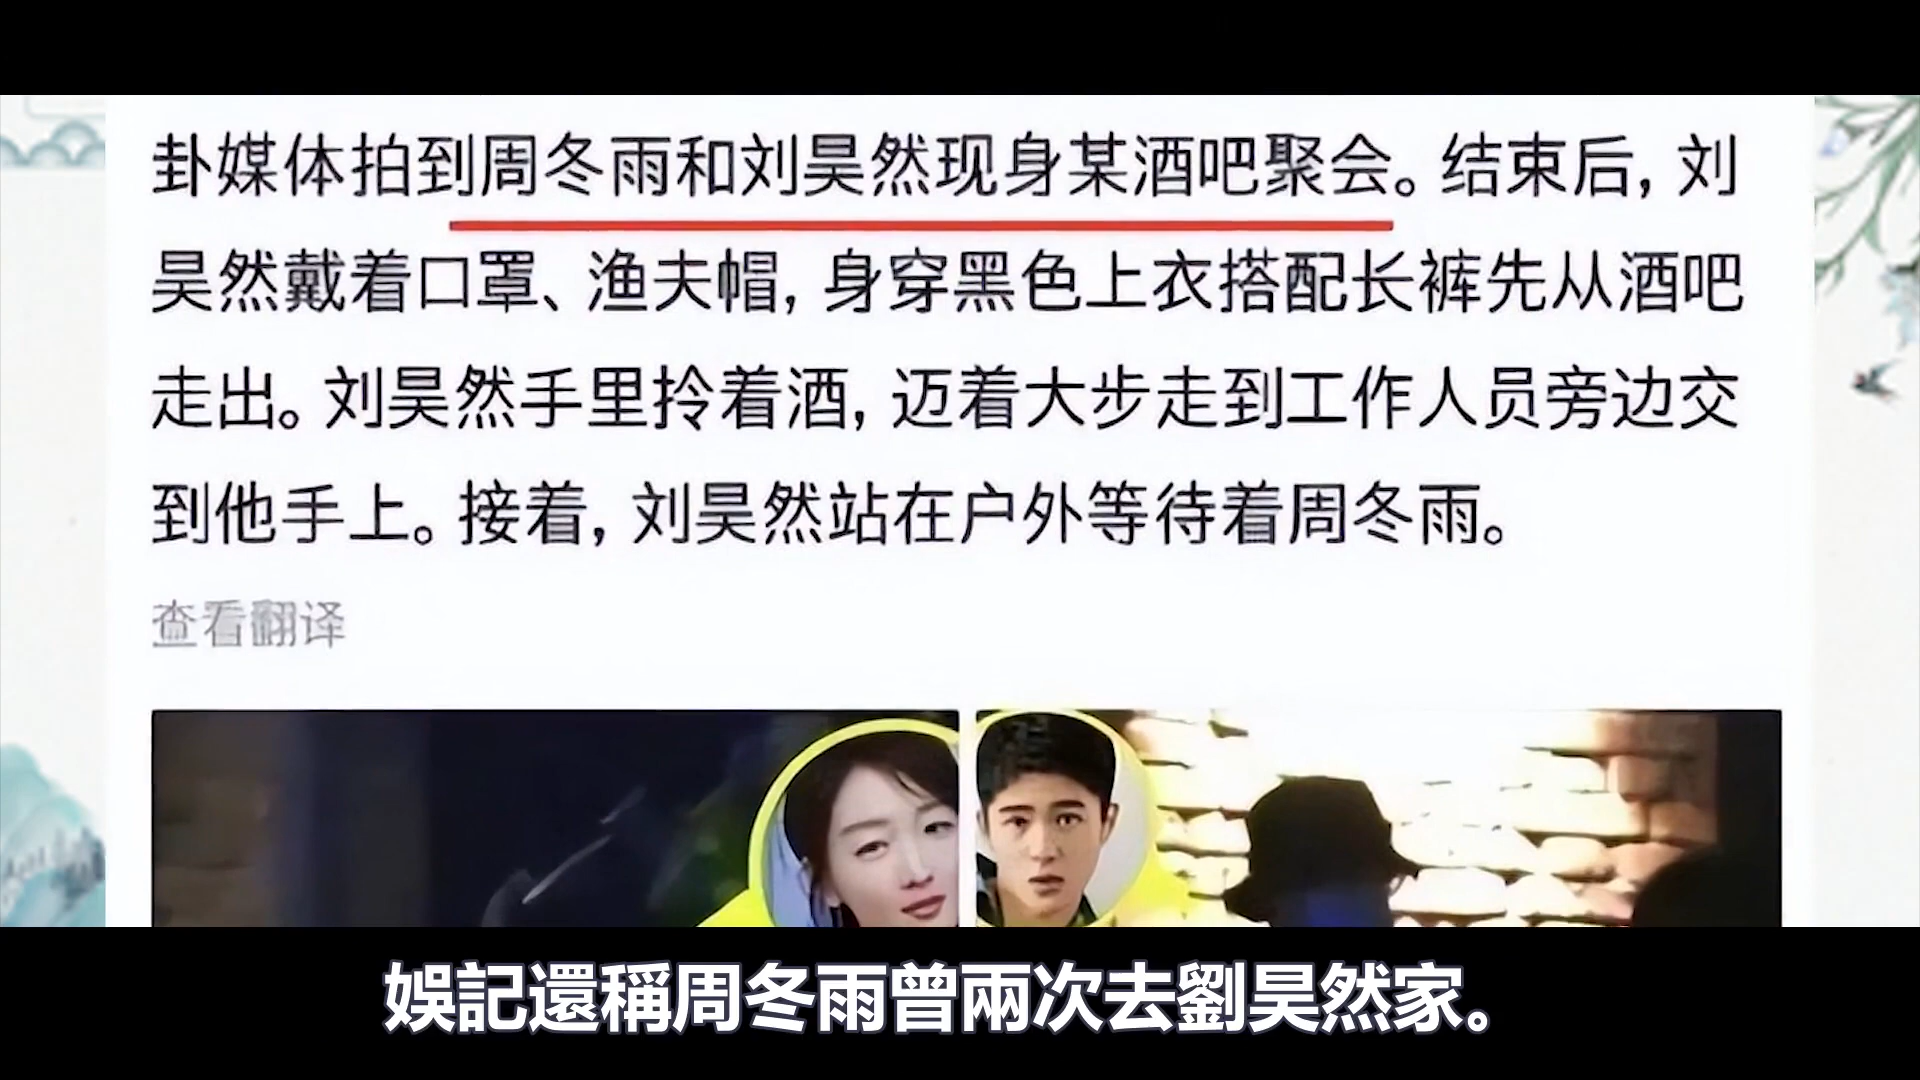 卦媒体拍到周冬雨和刘昊然现身某酒吧聚会。结束后，刘
昊然戴着口罩、渔夫帽，身穿黑色上衣搭配长裤先从酒吧
走出。刘昊然手里拎着酒，迈着大步走到工作人员旁边交
到他手上。接着，刘昊然站在户外等待着周冬雨。
查看翻译
娛記還稱周冬雨曾兩次去劉昊然家。